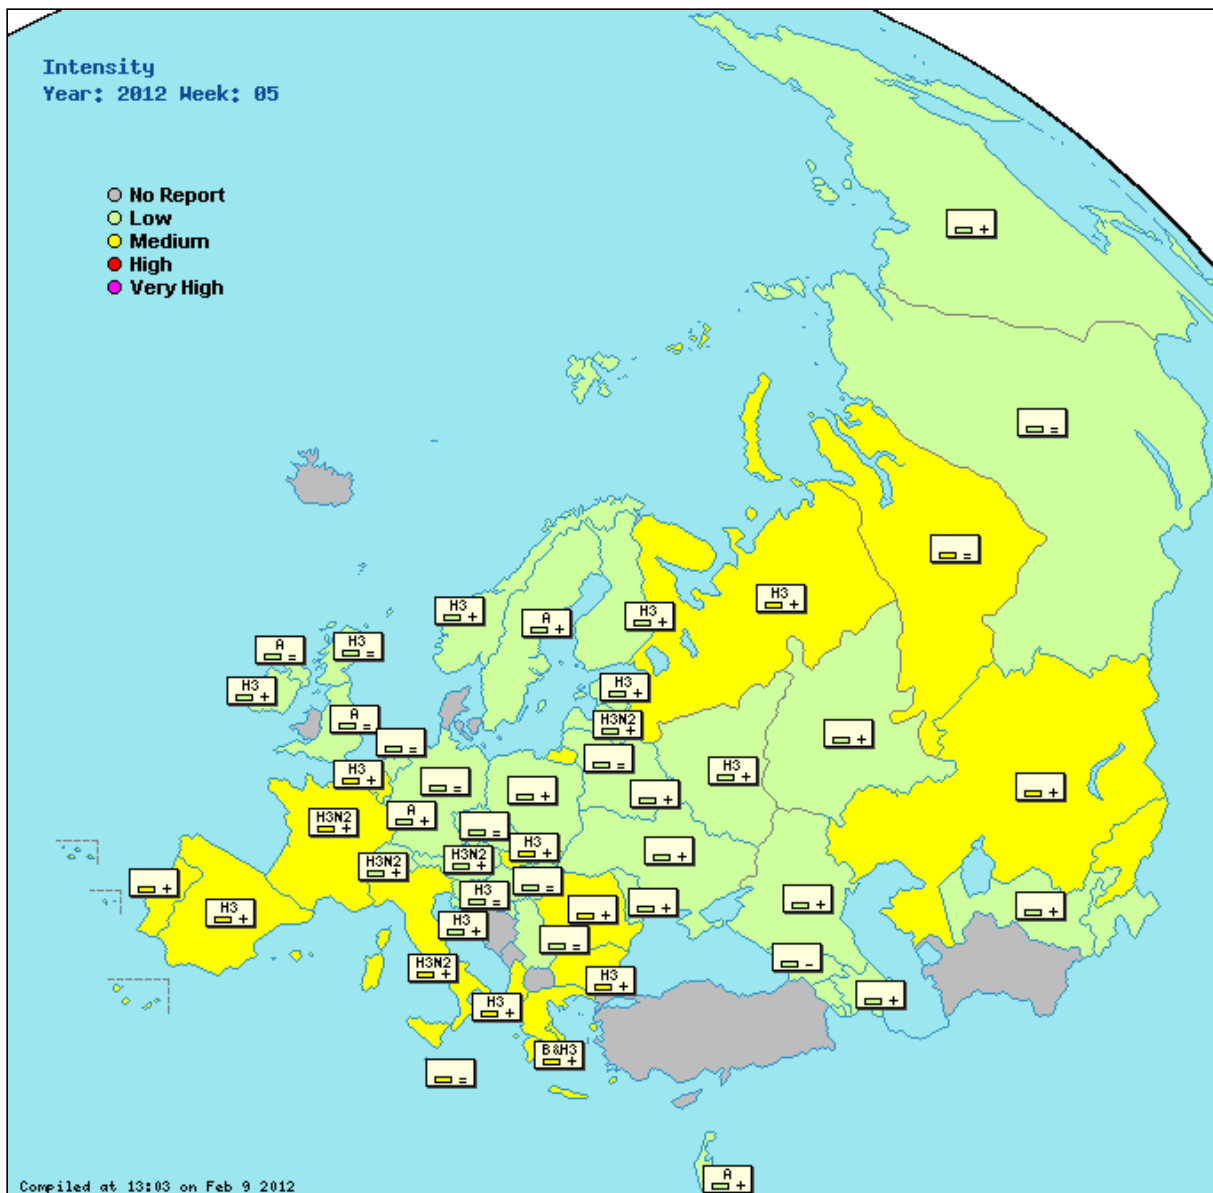 Intensity
Year: 2012 Week: 05
No Report
Low
Medium
High
Very High
+
=
=
H3
+
H3
+
A
+
H3
+
A
=
H3
=
H3
+
H3
+
A
=
H3N2
+
=
=
+
H3
+
H3
+
=
+
+
+
A
+
H3N2
+
=
H3
+
+
H3N2
+
H3N2
+
+
=
H3
=
+
+
+
H3
+
+
H3
+
=
H3N2
+
-
H3
+
+
H3
+
B&H3
+
=
A
+
Compiled at 13:03 on Feb 9 2012